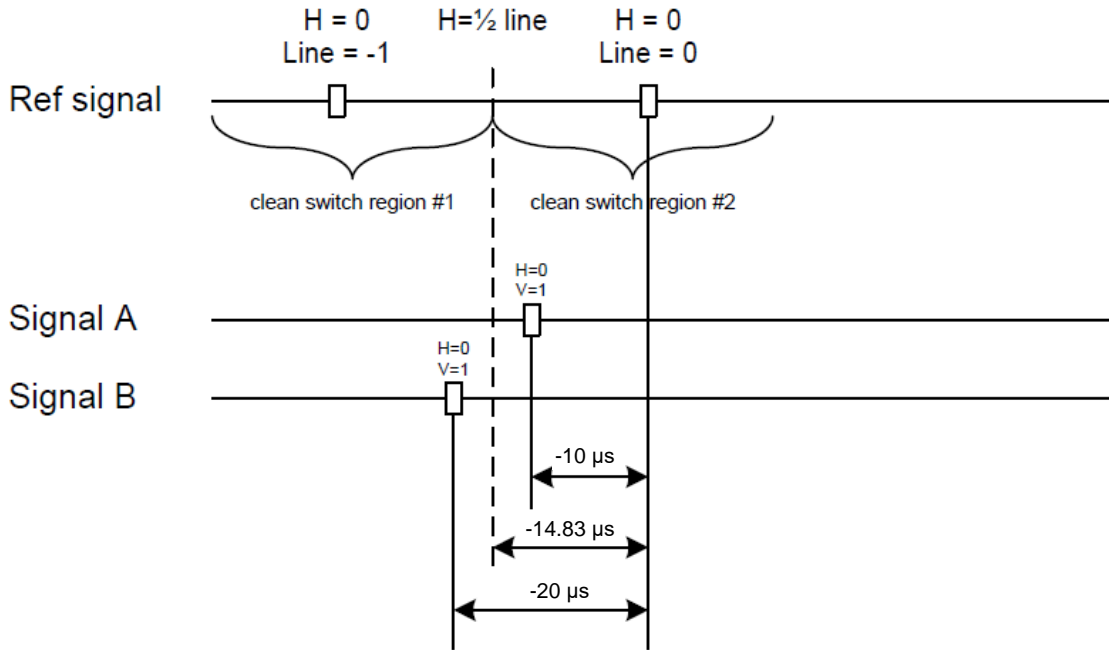 H = 0
Line = -1
H=½ line
H = 0
Line = 0
Ref signal
clean switch region #1
clean switch region #2
H=0
V=1
Signal A
H=0
V=1
Signal B
-10 µs
-14.83 µs
-20 µs